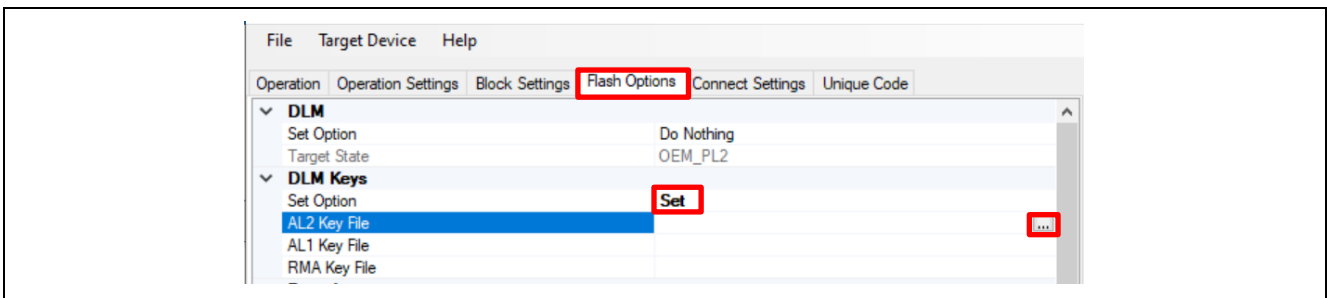 File Target Device Help
Operation Operation Settings Block Settings Flash Options Connect Settings Unique Code
DLM
Set Option Do Nothing
Target State OEM_PL2
DLM Keys
Set Option Set
AL2 Key File ...
AL1 Key File
RMA Key File